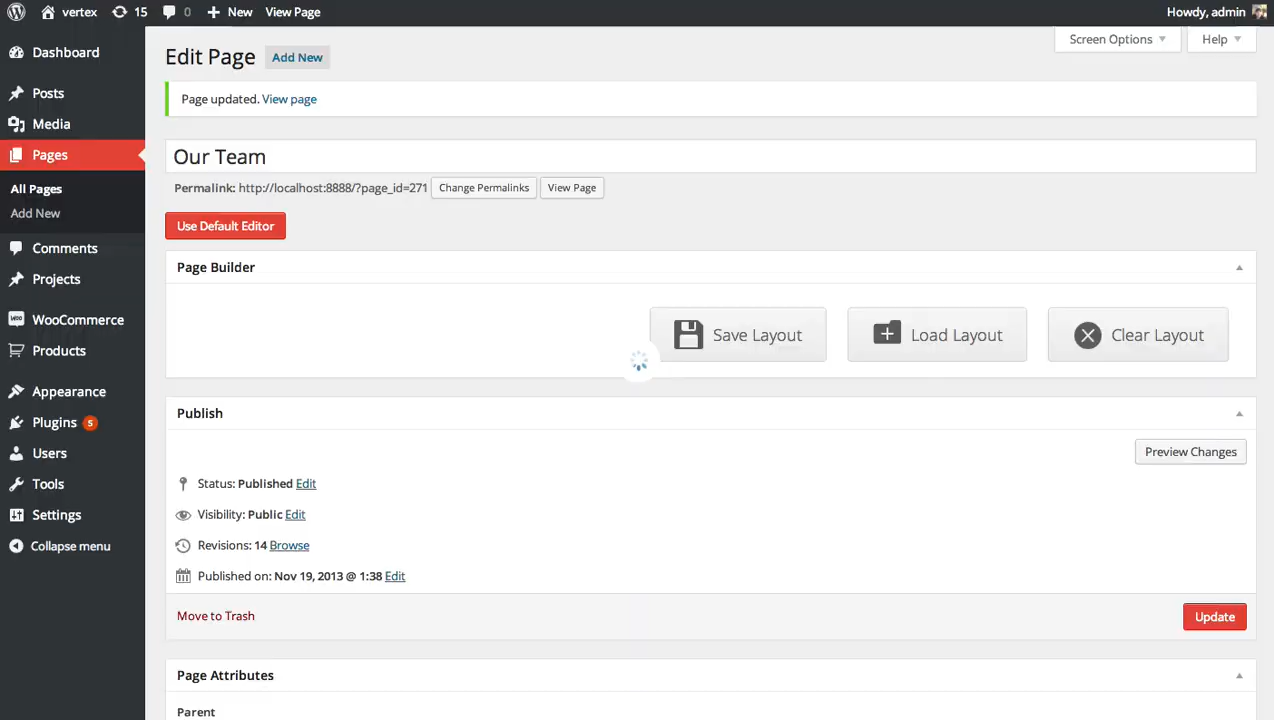 vertex 15 0 New View Page Howdy, admin
Screen Options Help
Dashboard
Posts
Media
Pages
All Pages
Add New
Comments
Projects
WooCommerce
Products
Appearance
Plugins 5
Users
Tools
Settings
Collapse menu
Edit Page Add New
Page updated. View page
Our Team
Permalink: http://localhost:8888/?page_id=271 Change Permalinks View Page
Use Default Editor
Page Builder
Save Layout Load Layout Clear Layout
Publish
Preview Changes
Status: Published Edit
Visibility: Public Edit
Revisions: 14 Browse
Published on: Nov 19, 2013 @ 1:38 Edit
Move to Trash Update
Page Attributes
Parent